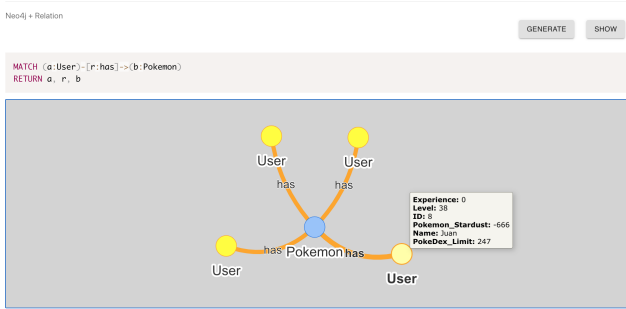 Neo4j + Relation
GENERATE
SHOW
MATCH (a:User)-[r:has]->(b:Pokemon)
RETURN a, r, b
User
User
has
has
Experience: 0
Level: 38
ID: 8
Pokemon_Stardust: -666
Name: Juan
PokeDex_Limit: 247
has
Pokemon
has
User
User